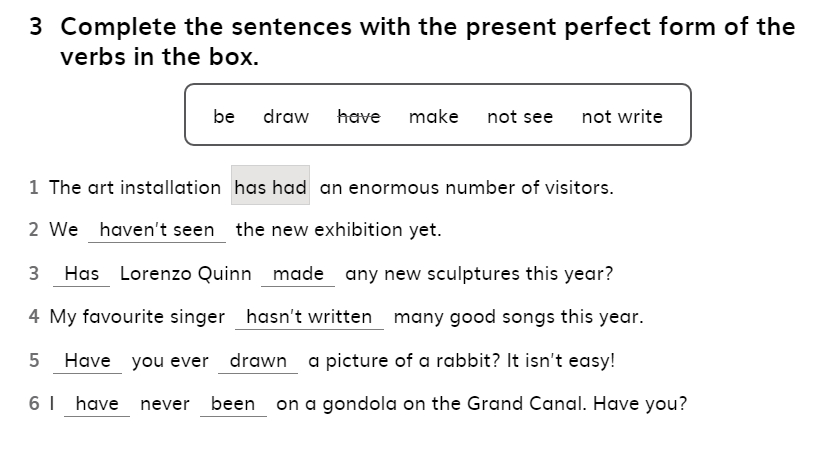 3 Complete the sentences with the present perfect form of the
verbs in the box.
be draw have make not see not write
1 The art installation has had an enormous number of visitors.
2 We haven't seen the new exhibition yet.
3 Has Lorenzo Quinn made any new sculptures this year?
4 My favourite singer hasn't written many good songs this year.
5 Have you ever drawn a picture of a rabbit? It isn't easy!
6 I have never been on a gondola on the Grand Canal. Have you?